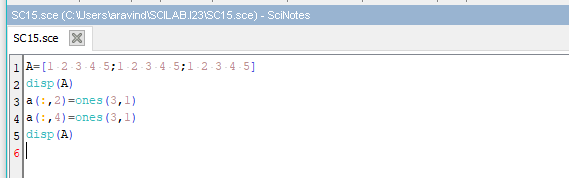 SC15.sce (C:\Users\aravind\SCILAB.I23\SC15.sce) - SciNotes
SC15.sce
1 A=[1 2 3 4 5;1 2 3 4 5;1 2 3 4 5]
2 disp(A)
3 a(:,2)=ones(3,1)
4 a(:,4)=ones(3,1)
5 disp(A)
6